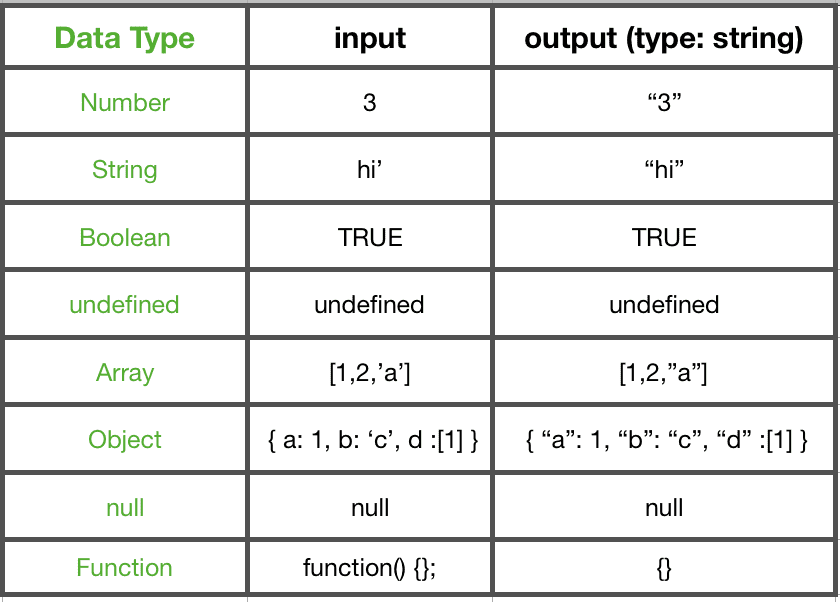 Data Type input output (type: string)
Number 3 “3”
String hi’ “hi”
Boolean TRUE TRUE
undefined undefined undefined
Array [1,2,’a’] [1,2,”a”]
Object { a: 1, b: ‘c’, d :[1] } { “a”: 1, “b”: “c”, “d” :[1] }
null null null
Function function() {}; {}